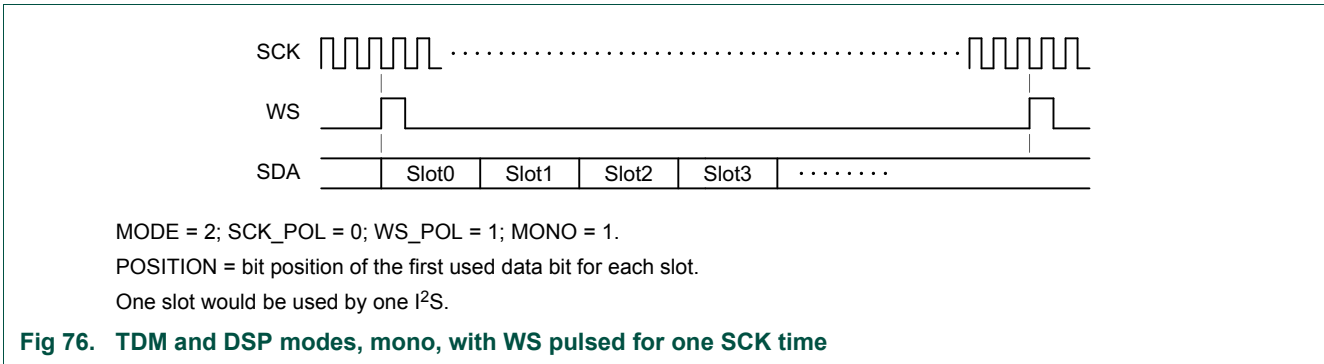 SCK
WS
SDA Slot0 Slot1 Slot2 Slot3
MODE = 2; SCK_POL = 0; WS_POL = 1; MONO = 1.
POSITION = bit position of the first used data bit for each slot.
One slot would be used by one I²S.
Fig 76. TDM and DSP modes, mono, with WS pulsed for one SCK time